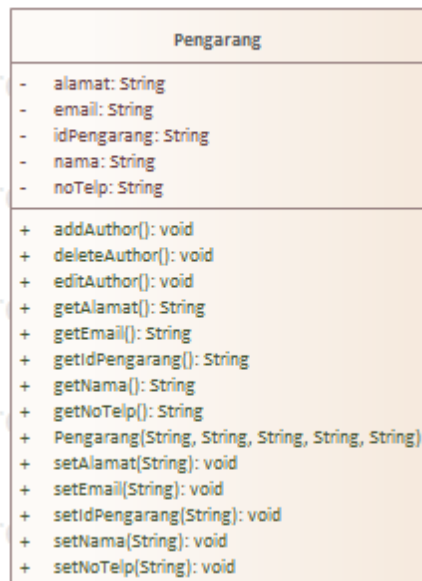 Pengarang
- alamat: String
- email: String
- idPengarang: String
- nama: String
- noTelp: String
+ addAuthor(): void
+ deleteAuthor(): void
+ editAuthor(): void
+ getAlamat(): String
+ getEmail(): String
+ getIdPengarang(): String
+ getNama(): String
+ getNoTelp(): String
+ Pengarang(String, String, String, String, String)
+ setAlamat(String): void
+ setEmail(String): void
+ setIdPengarang(String): void
+ setNama(String): void
+ setNoTelp(String): void